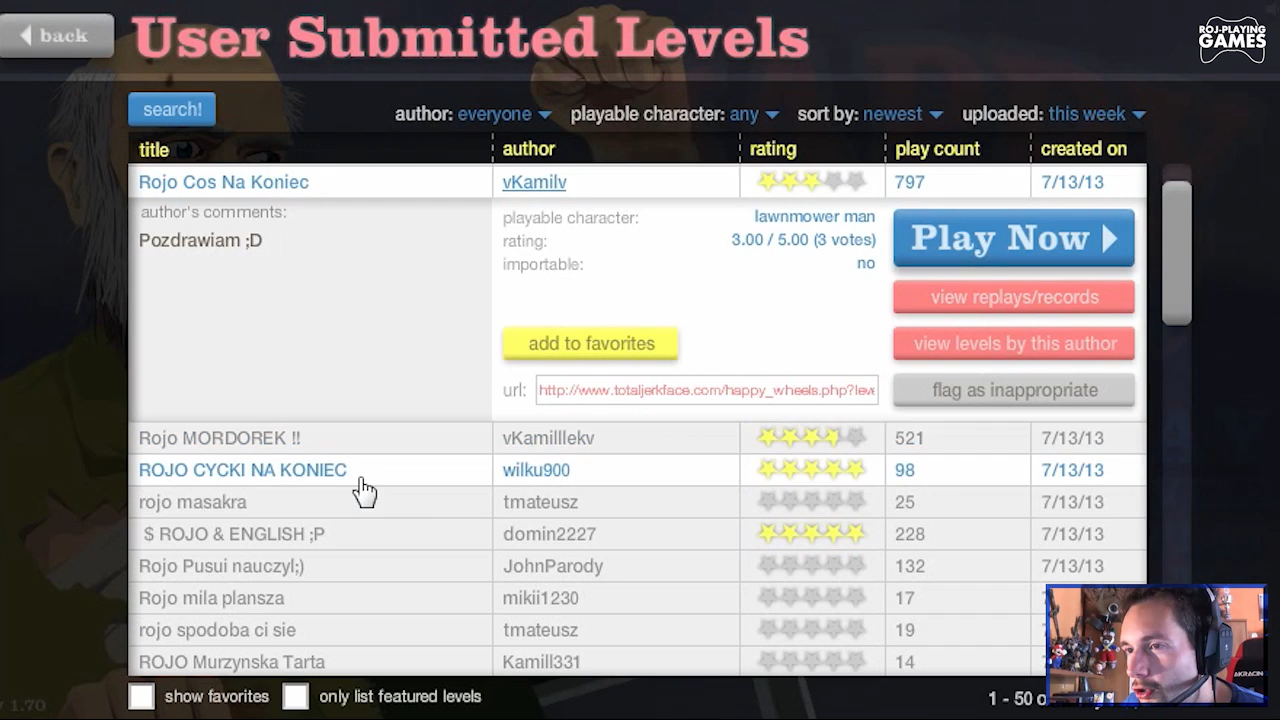 back
User Submitted Levels
ROJ-PLAYING
GAMES
search!
author: everyone playable character: any sort by: newest uploaded: this week
title author rating play count created on
Rojo Cos Na Koniec vKamilv 797 7/13/13
author's comments:
Pozdrawiam ;D
playable character: lawnmower man
rating: 3.00 / 5.00 (3 votes)
importable: no
Play Now
view replays/records
add to favorites
view levels by this author
url: http://www.totaljerkface.com/happy_wheels.php?leve
flag as inappropriate
Rojo MORDOREK !! vKamilllekv 521 7/13/13
ROJO CYCKI NA KONIEC wilku900 98 7/13/13
rojo masakra tmateusz 25 7/13/13
$ ROJO & ENGLISH ;P domin2227 228 7/13/13
Rojo Pusui nauczyl;) JohnParody 132 7/13/13
Rojo mila plansza mikii1230 17
rojo spodoba ci sie tmateusz 19
ROJO Murzynska Tarta Kamill331 14
show favorites only list featured levels 1 - 50
v 1.70
AKRACING